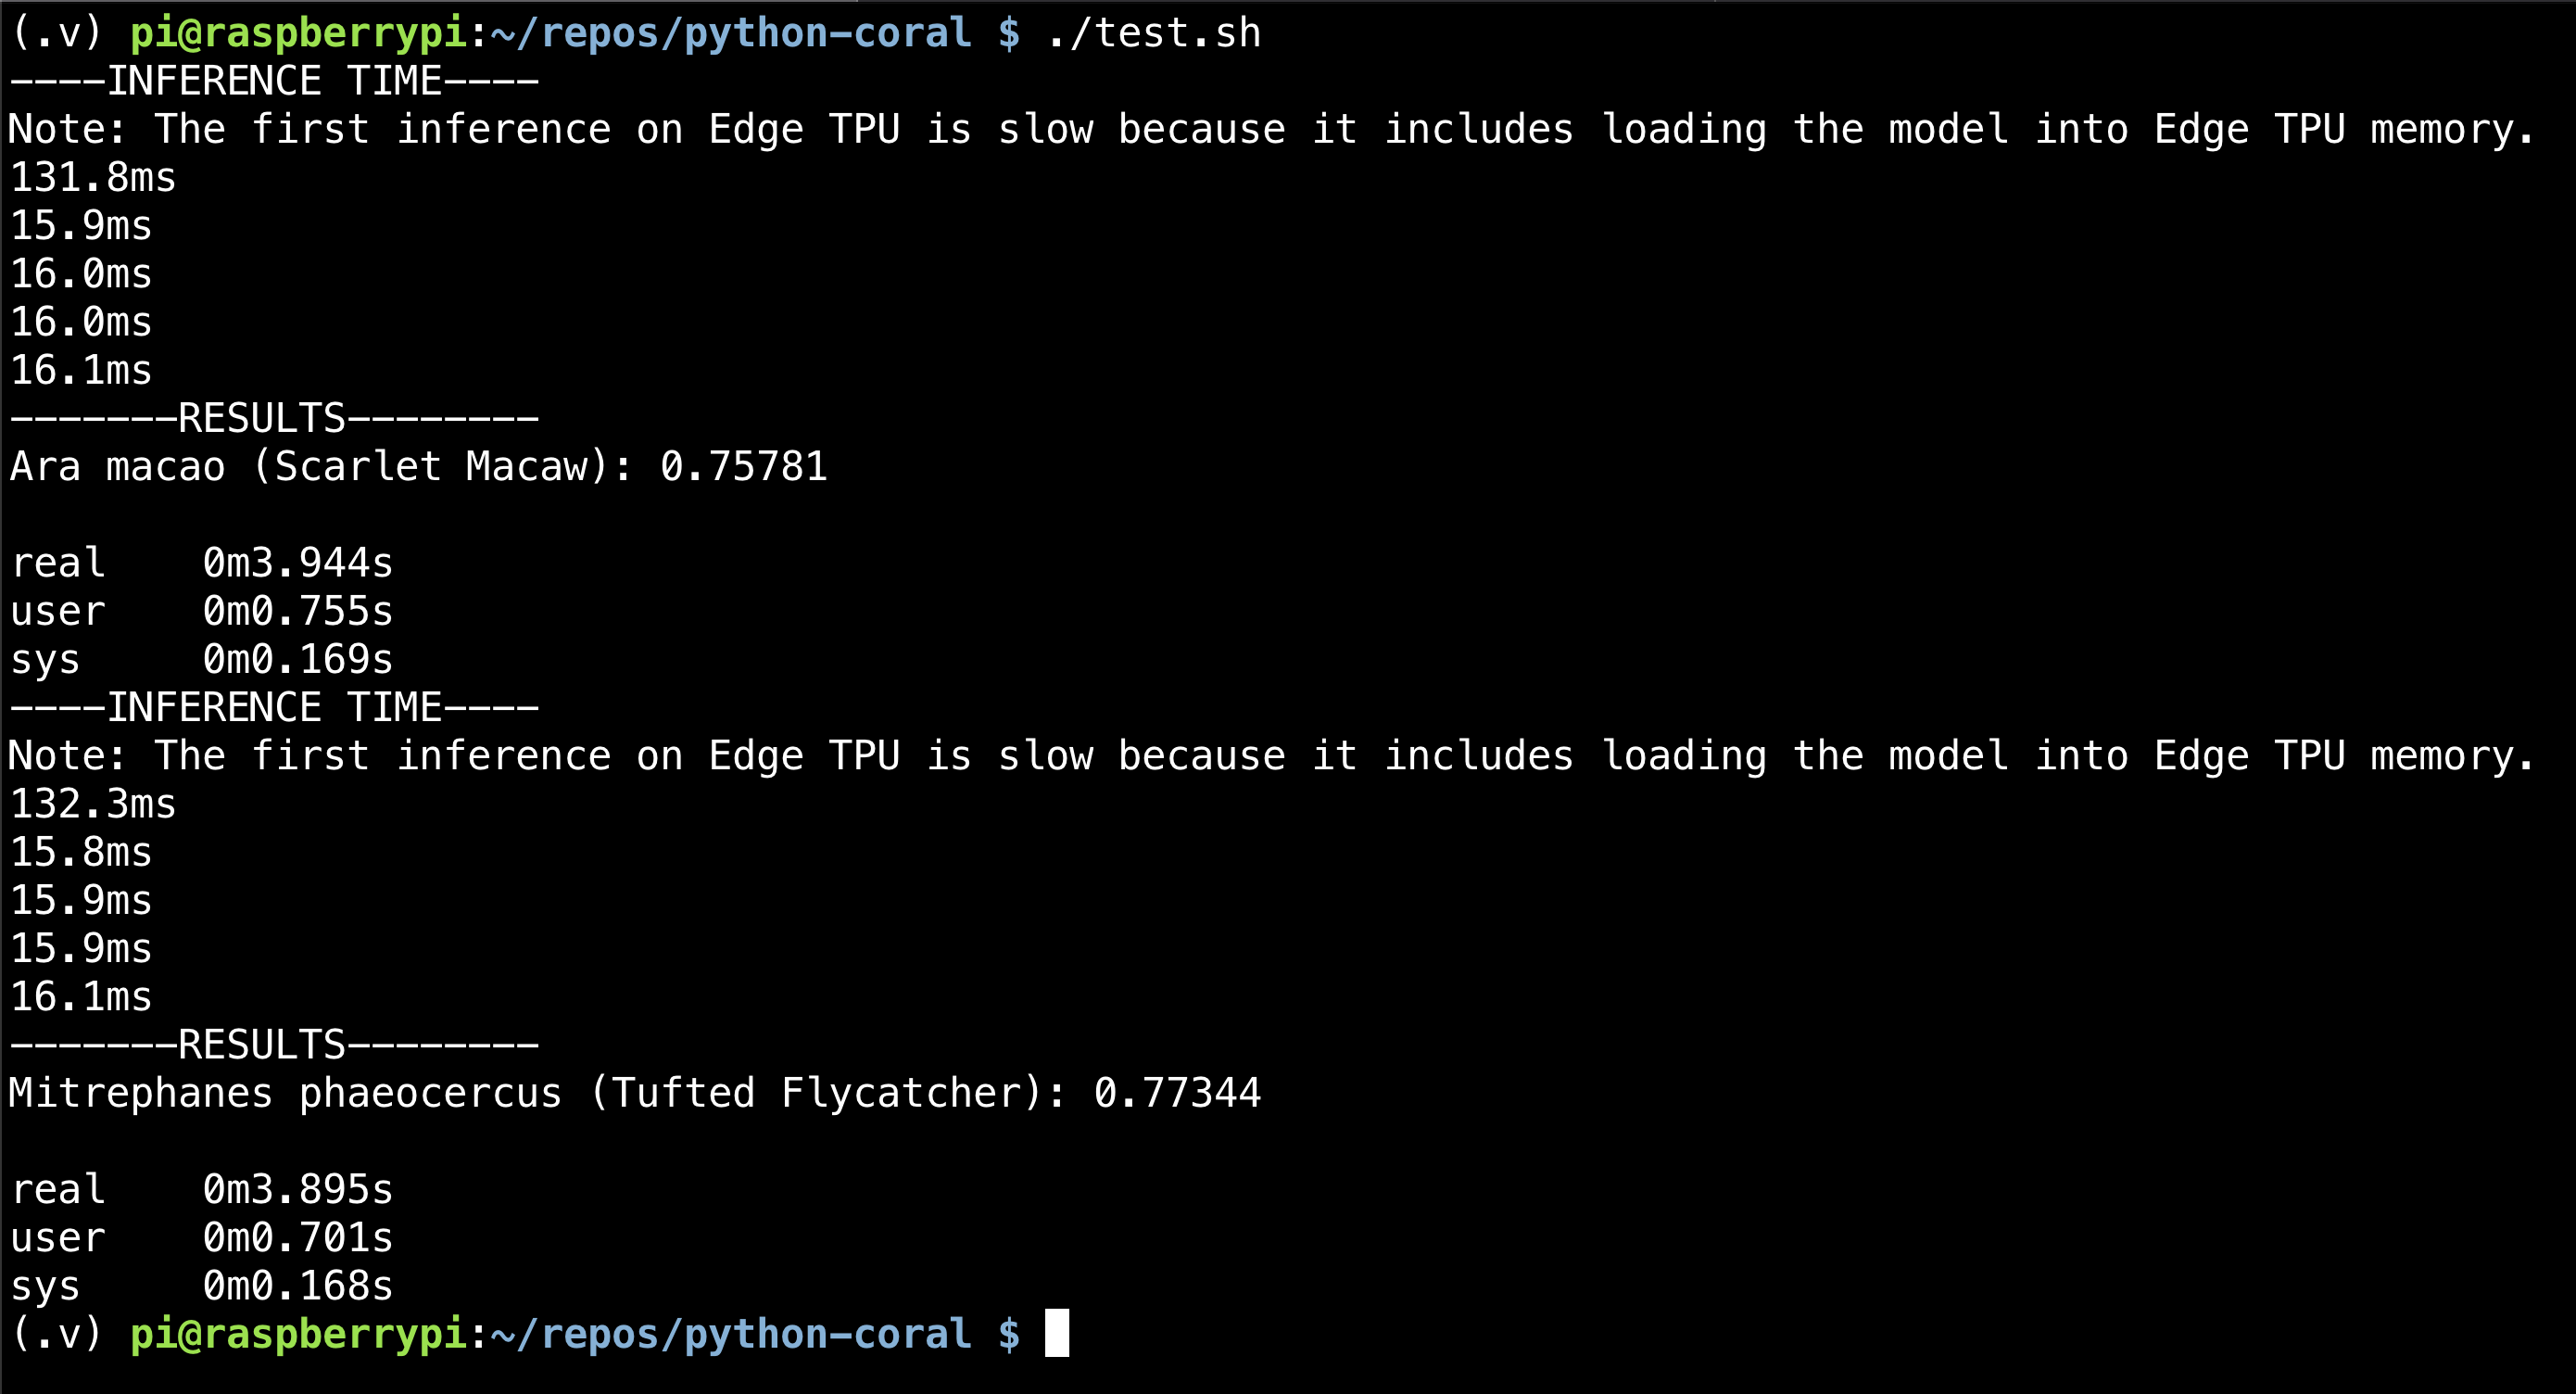 (.v) pi@raspberrypi:~/repos/python-coral $ ./test.sh
----INFERENCE TIME----
Note: The first inference on Edge TPU is slow because it includes loading the model into Edge TPU memory.
131.8ms
15.9ms
16.0ms
16.0ms
16.1ms
-------RESULTS--------
Ara macao (Scarlet Macaw): 0.75781

real    0m3.944s
user    0m0.755s
sys     0m0.169s
----INFERENCE TIME----
Note: The first inference on Edge TPU is slow because it includes loading the model into Edge TPU memory.
132.3ms
15.8ms
15.9ms
15.9ms
16.1ms
-------RESULTS--------
Mitrephanes phaeocercus (Tufted Flycatcher): 0.77344

real    0m3.895s
user    0m0.701s
sys     0m0.168s
(.v) pi@raspberrypi:~/repos/python-coral $